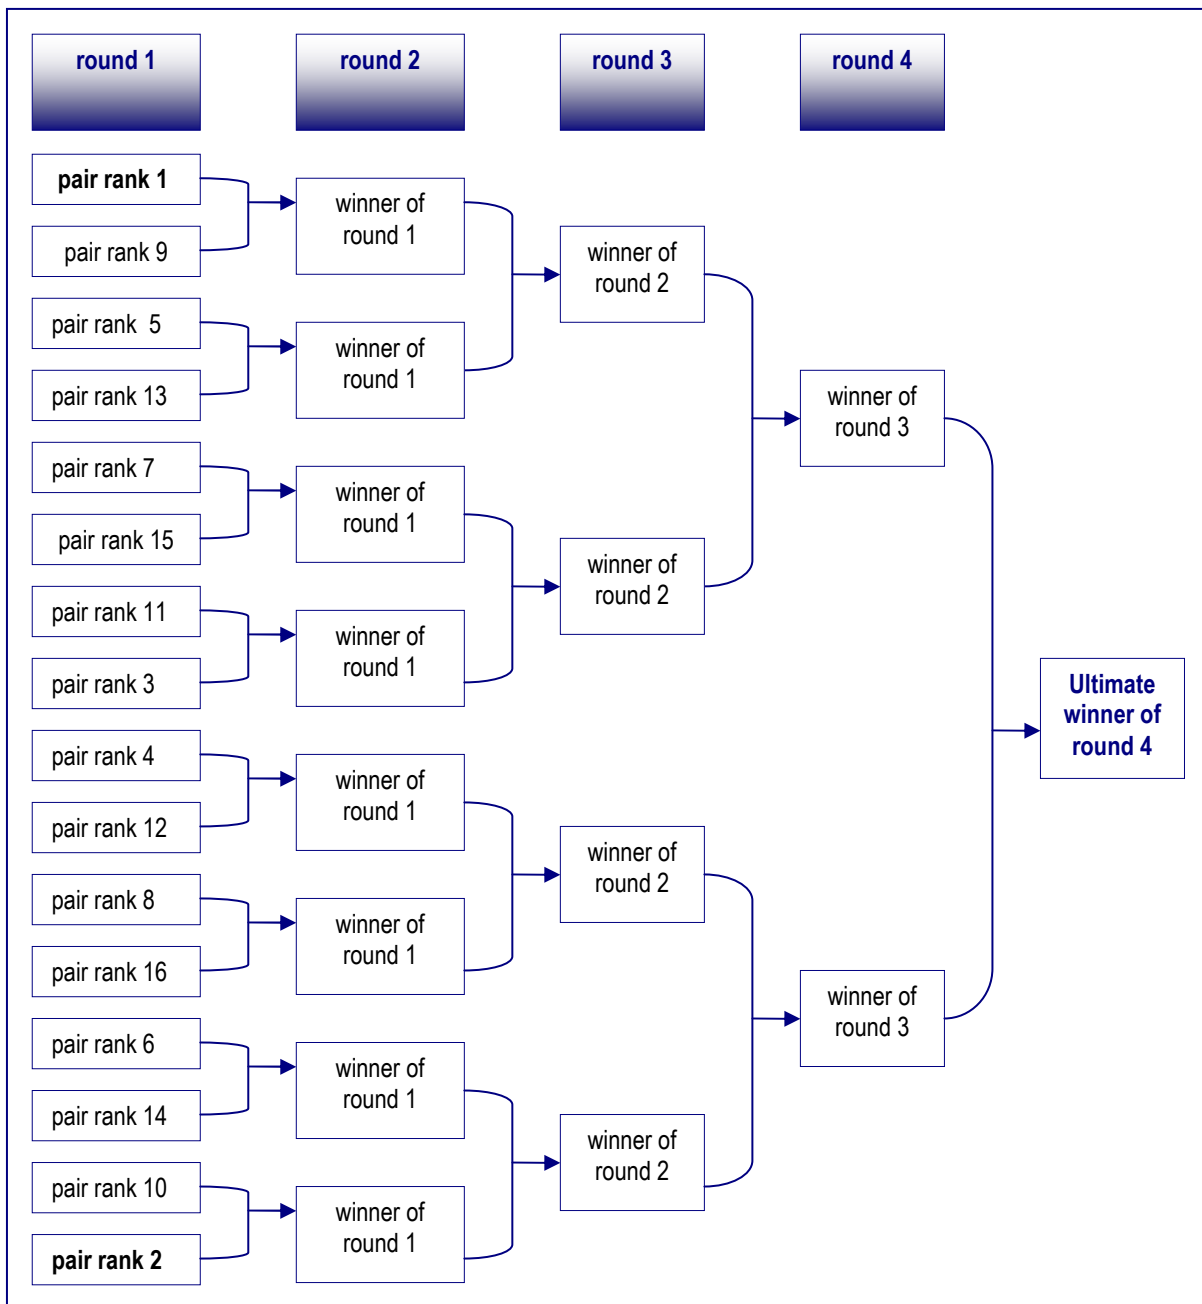 round 1
round 2
round 3
round 4
pair rank 1
pair rank 9
pair rank  5
pair rank 13
pair rank 7
pair rank 15
pair rank 11
pair rank 3
pair rank 4
pair rank 12
pair rank 8
pair rank 16
pair rank 6
pair rank 14
pair rank 10
pair rank 2
winner of
round 1
winner of
round 1
winner of
round 1
winner of
round 1
winner of
round 1
winner of
round 1
winner of
round 1
winner of
round 1
winner of
round 2
winner of
round 2
winner of
round 2
winner of
round 2
winner of
round 3
winner of
round 3
Ultimate
winner of
round 4